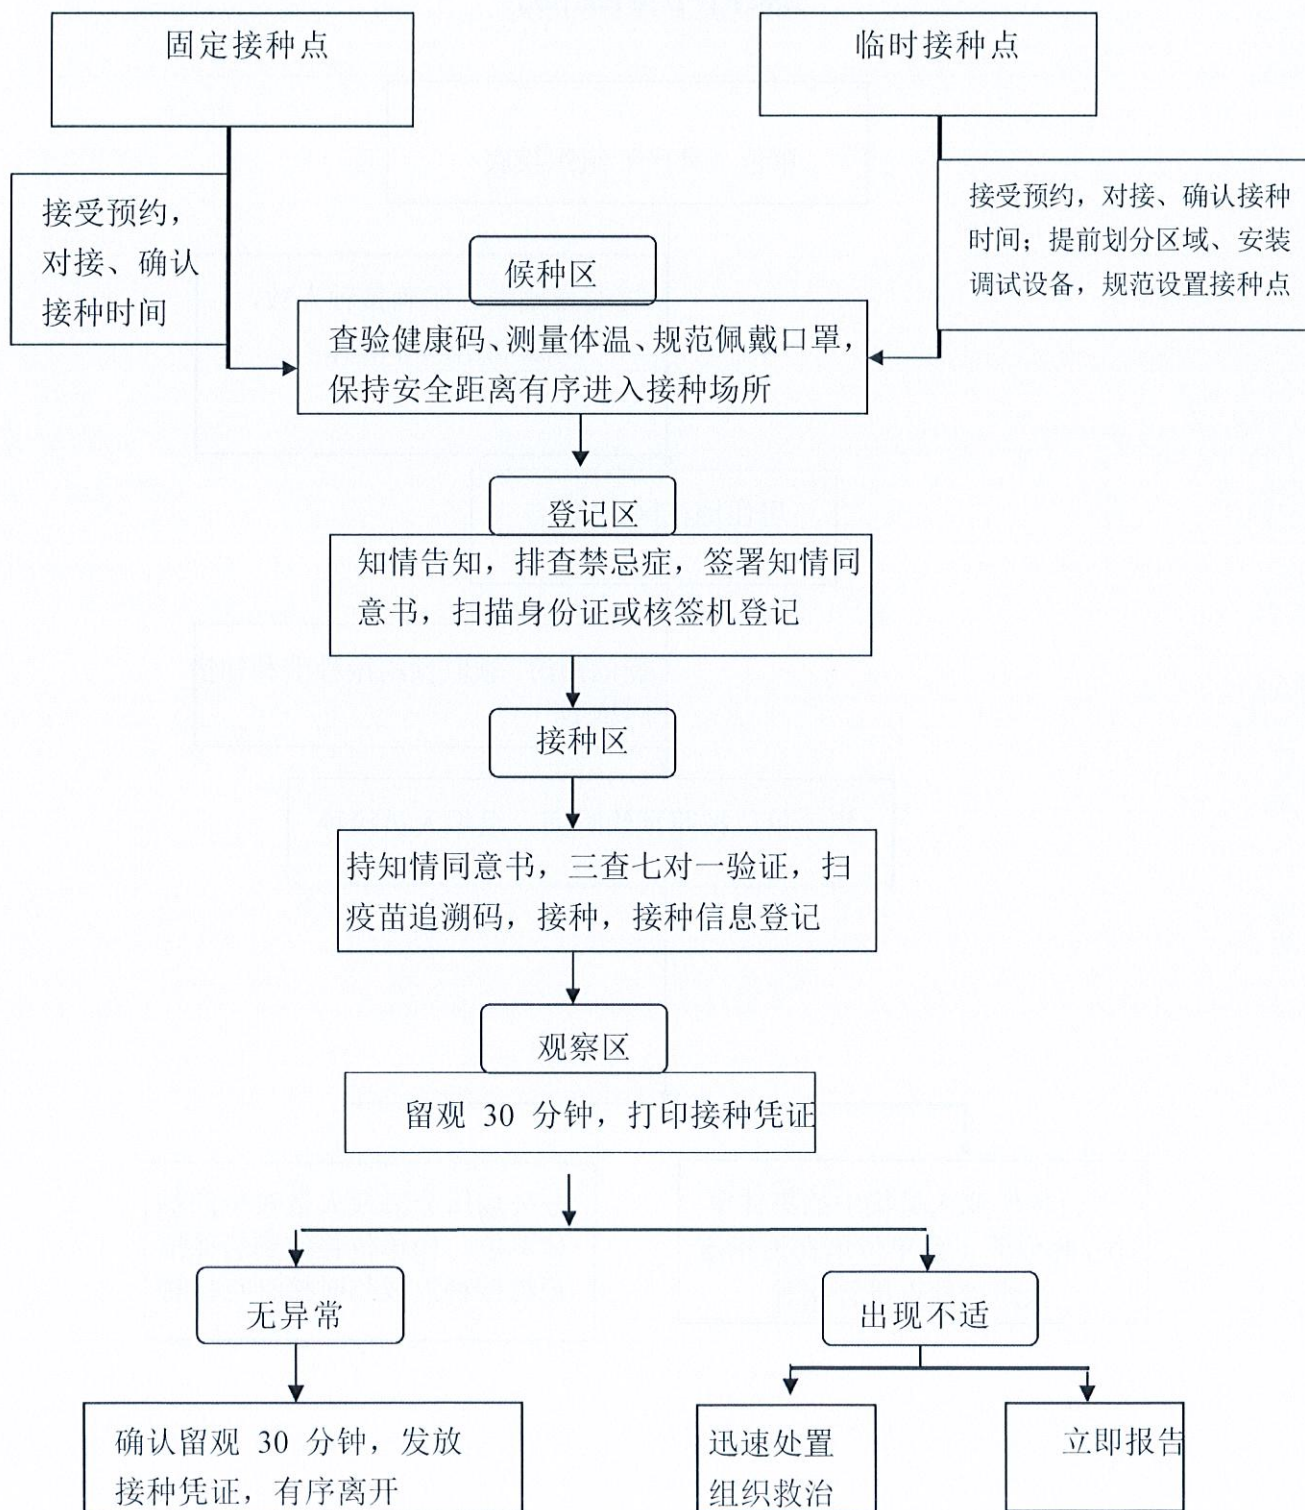 固定接种点
临时接种点
接受预约，
对接、确认
接种时间
接受预约，对接、确认接种
时间；提前划分区域、安装
调试设备，规范设置接种点
候种区
查验健康码、测量体温、规范佩戴口罩，
保持安全距离有序进入接种场所
登记区
知情告知，排查禁忌症，签署知情同
意书，扫描身份证或核签机登记
接种区
持知情同意书，三查七对一验证，扫
疫苗追溯码，接种，接种信息登记
观察区
留观 30 分钟，打印接种凭证
无异常
出现不适
确认留观 30 分钟，发放
接种凭证，有序离开
迅速处置
组织救治
立即报告